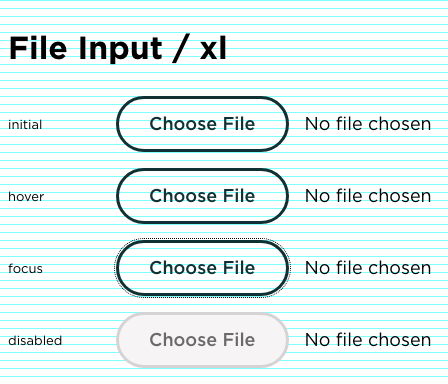 File Input / xl
initial Choose File No file chosen
hover Choose File No file chosen
focus Choose File No file chosen
disabled Choose File No file chosen